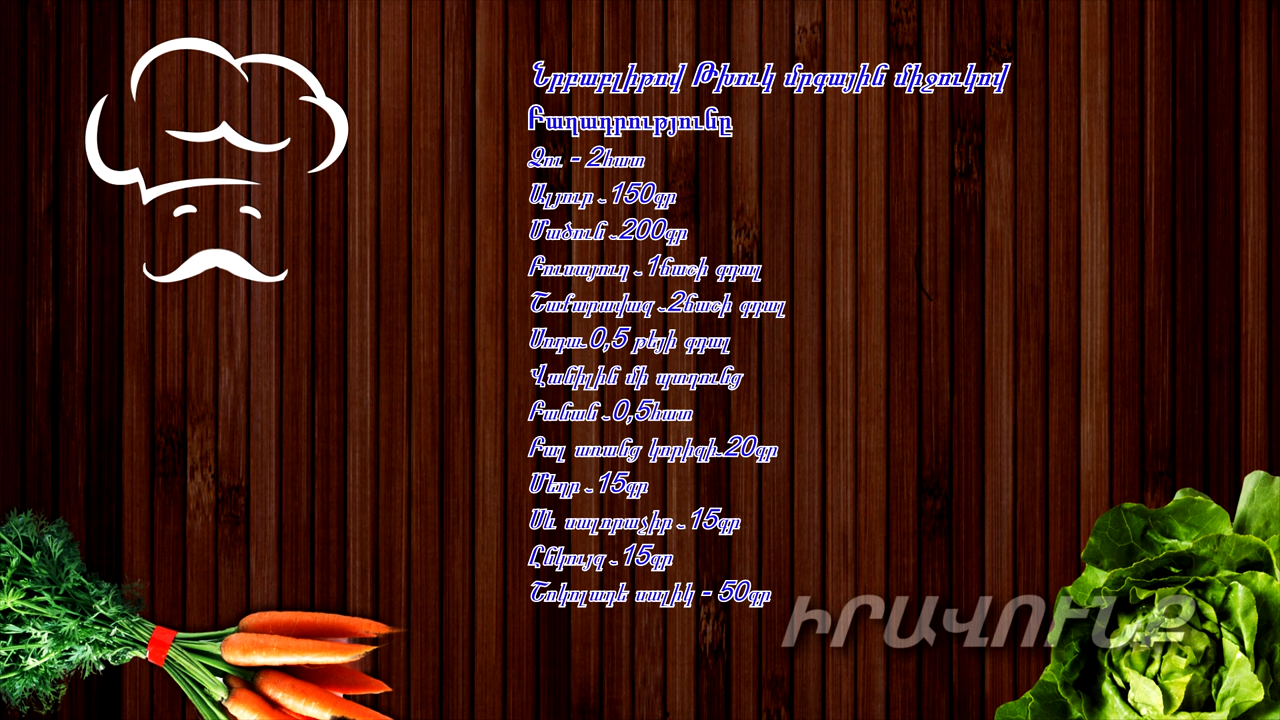 Նրբաբլիթով Թխուկ մրգային միջուկով
Բաղադրությունը
Ձու - 2հատ
Ալյուր -150գր
Մածուն -200գր
Բուսայուղ -1ճաշի գդալ
Շաքարավազ -2ճաշի գդալ
Սոդա-0,5 թեյի գդալ
Վանիլին մի պտղունց
Բանան -0,5հատ
Բալ առանց կորիզի-20գր
Մեղր -15գր
Սև սալորաչիր -15գր
Ընկույզ -15գր
Շոկոլադե սալիկ - 50գր
ԻՐԱՎՈՒՆՔ